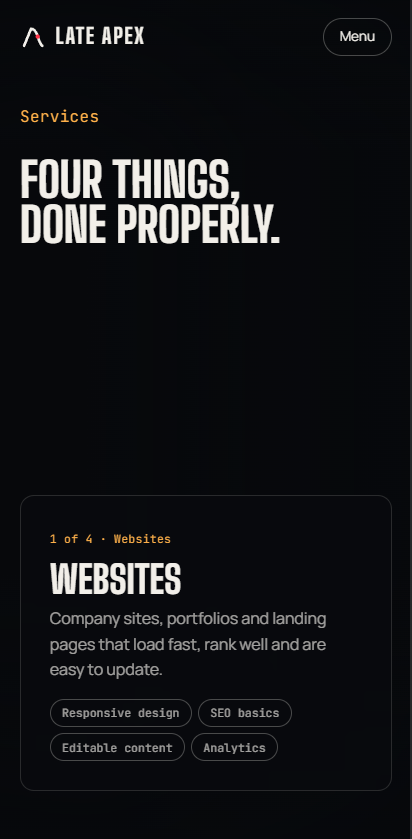 LATE APEX
Menu
Services
FOUR THINGS,
DONE PROPERLY.
1 of 4 · Websites
WEBSITES
Company sites, portfolios and landing
pages that load fast, rank well and are
easy to update.
Responsive design
SEO basics
Editable content
Analytics